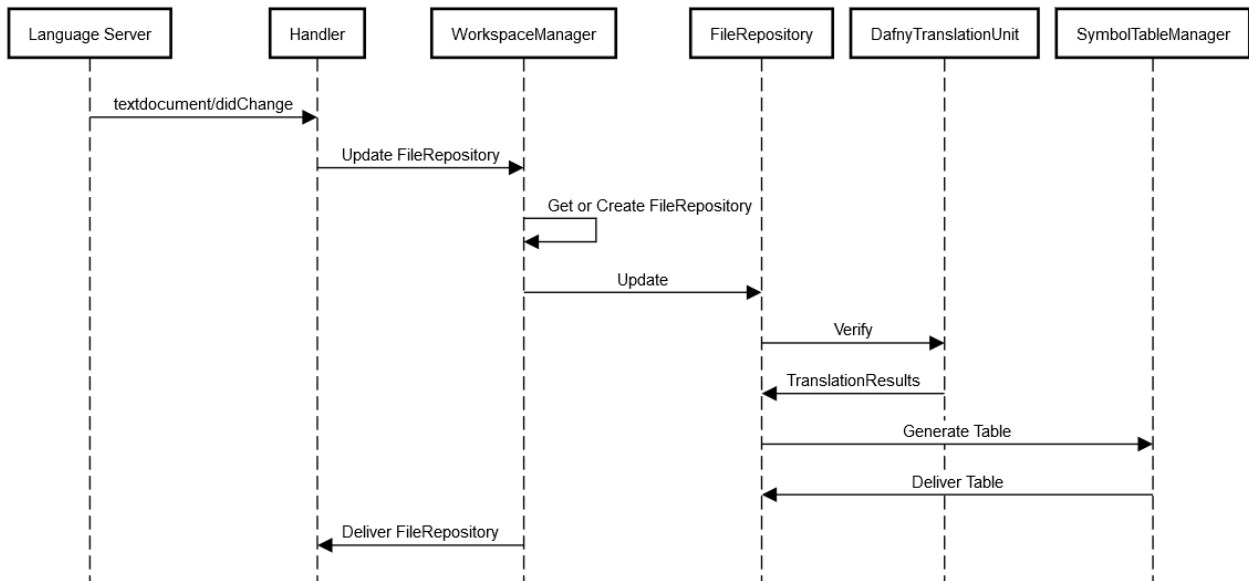 Language Server
Handler
WorkspaceManager
FileRepository
DafnyTranslationUnit
SymbolTableManager
textdocument/didChange
Update FileRepository
Get or Create FileRepository
Update
Verify
TranslationResults
Generate Table
Deliver Table
Deliver FileRepository